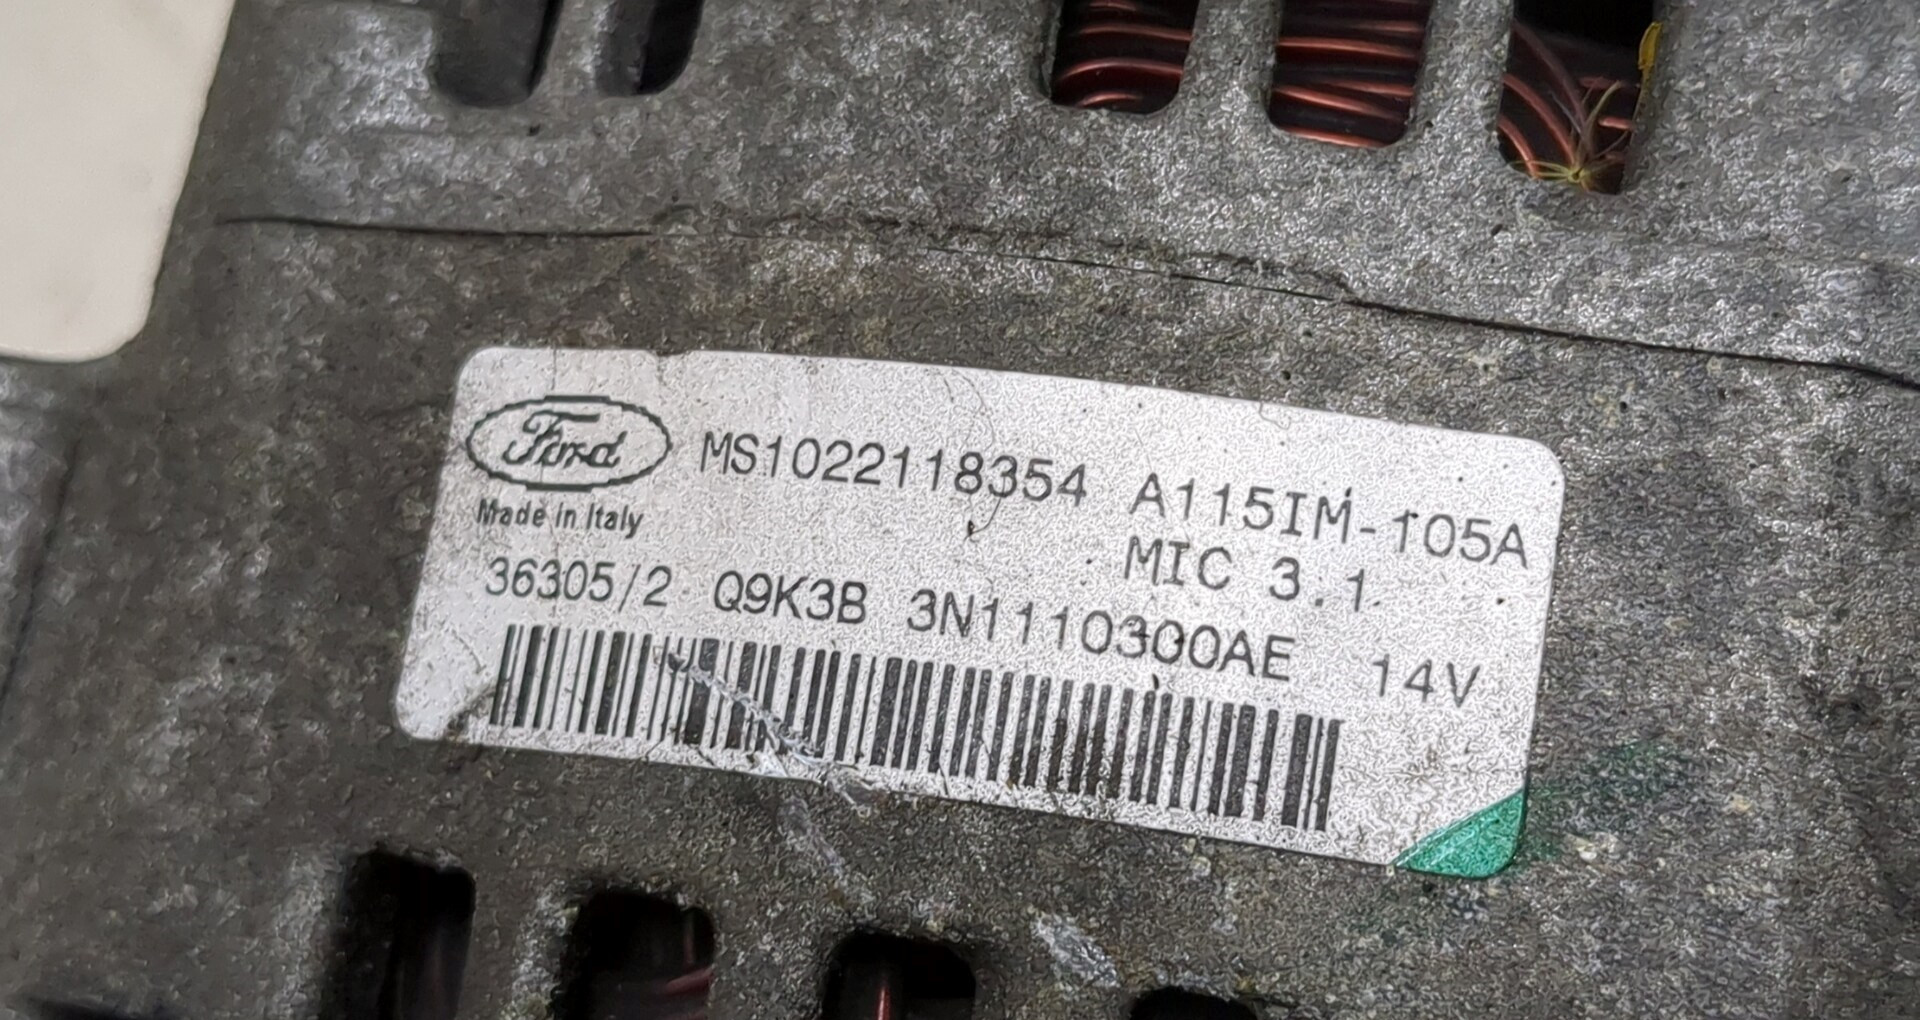 Ford MS1022118354 A115IM-105A
Made in Italy MIC 3.1
36305/2 Q9K3B 3N1110300AE 14V